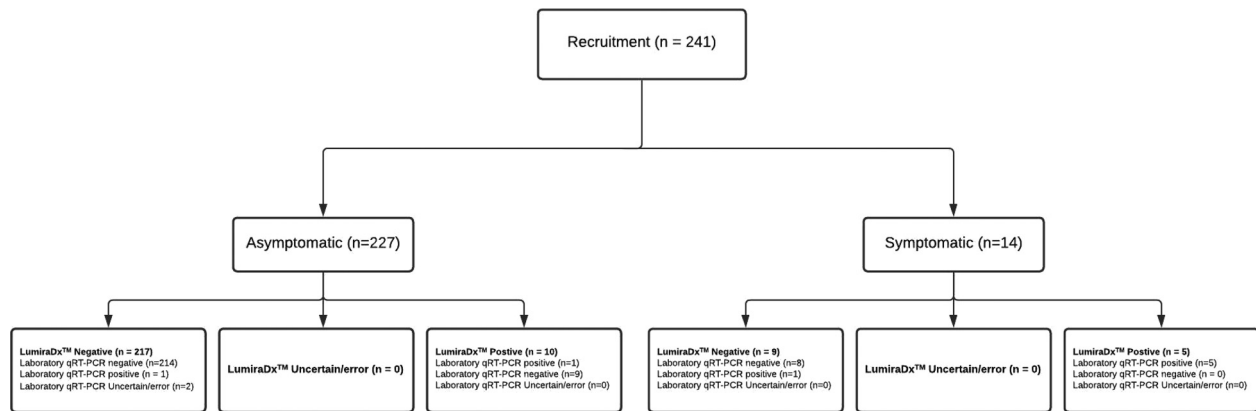 Recruitment (n = 241)
Asymptomatic (n=227)
Symptomatic (n=14)
LumiraDx™ Negative (n = 217)
Laboratory qRT-PCR negative (n=214)
Laboratory qRT-PCR positive (n = 1)
Laboratory qRT-PCR Uncertain/error (n=2)
LumiraDx™ Uncertain/error (n = 0)
LumiraDx™ Postive (n = 10)
Laboratory qRT-PCR positive (n=1)
Laboratory qRT-PCR negative (n=9)
Laboratory qRT-PCR Uncertain/error (n=0)
LumiraDx™ Negative (n = 9)
Laboratory qRT-PCR negative (n=8)
Laboratory qRT-PCR positive (n=1)
Laboratory qRT-PCR Uncertain/error (n=0)
LumiraDx™ Uncertain/error (n = 0)
LumiraDx™ Postive (n = 5)
Laboratory qRT-PCR positive (n=5)
Laboratory qRT-PCR negative (n = 0)
Laboratory qRT-PCR Uncertain/error (n=0)